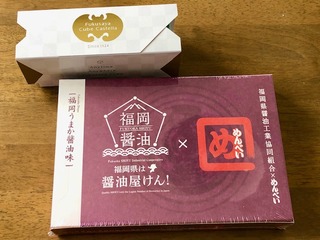 Fukusaya
Cube Castella
福岡うまか醤油味
福岡
FUKUOKA SHOYU
醤油
福岡県は
醤油屋けん!
×
めんべい
め
福岡県醤油工業協同組合×めんべい